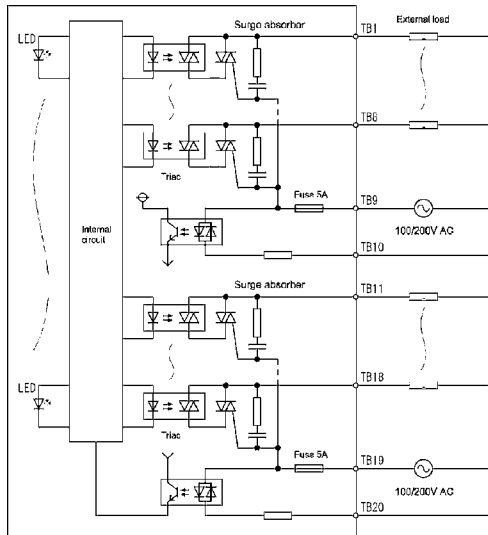 Surge absorber
TB1
External load
LED
TB8
Triac
Fuse 5A
TB9
100/200V AC
Internal
circuit
TB10
Surge absorber
TB11
TB18
LED
Triac
Fuse 5A
TB19
100/200V AC
TB20